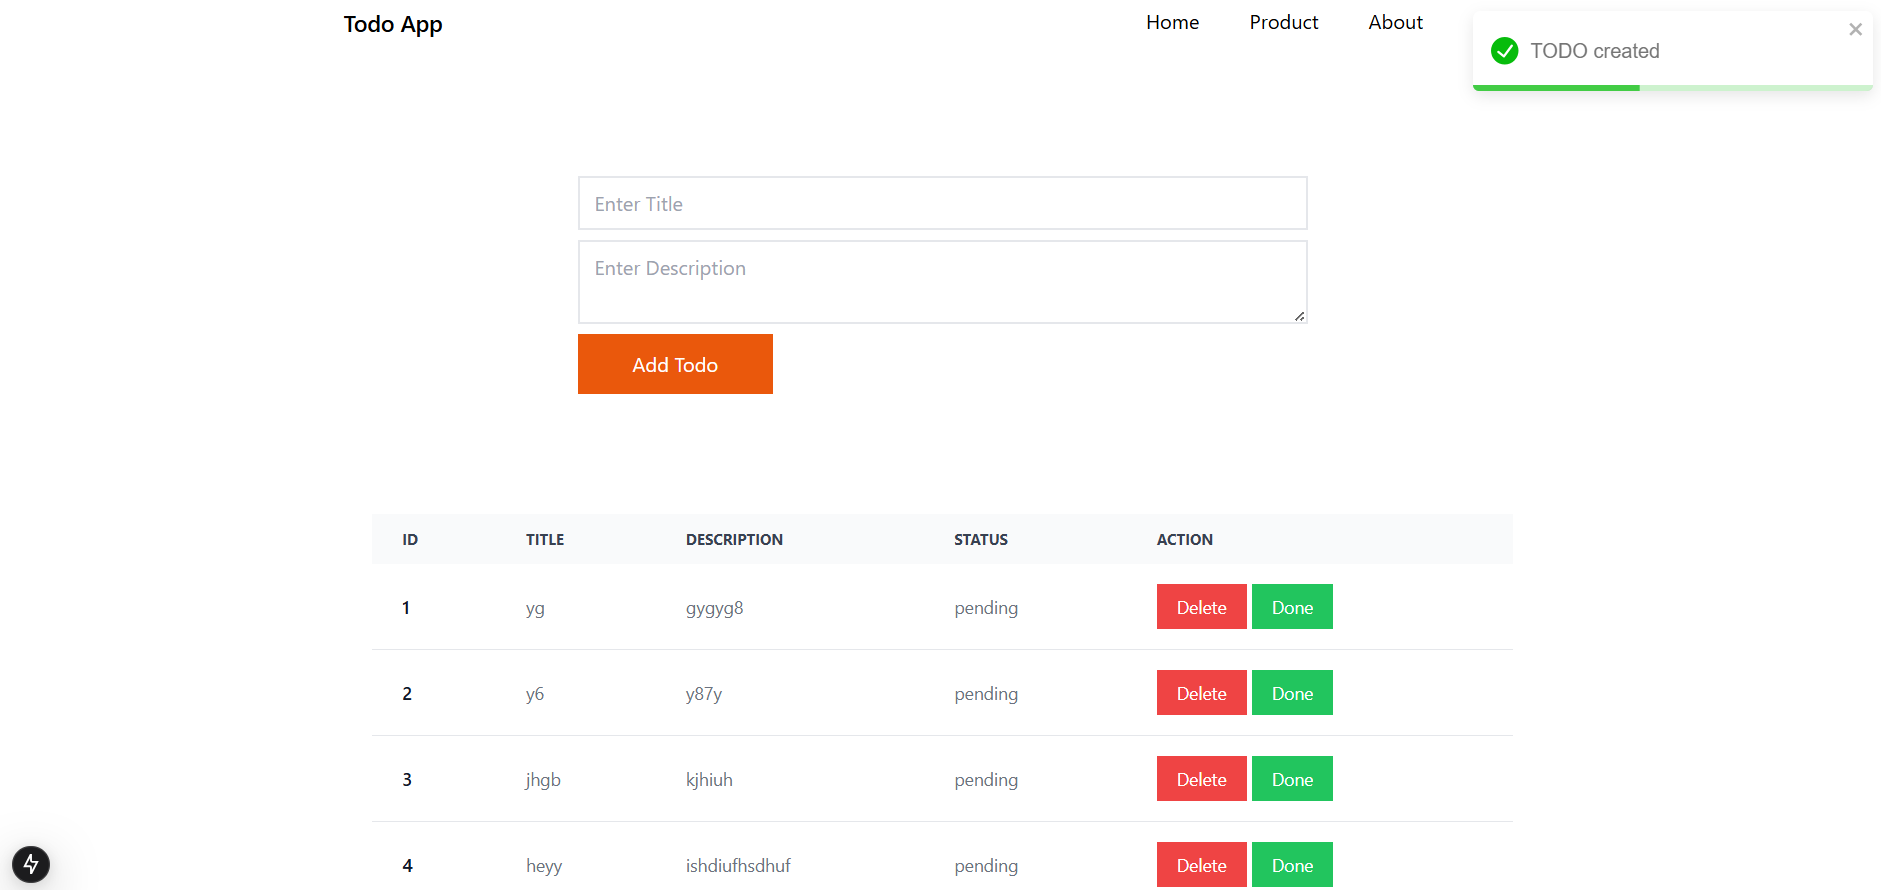 Todo App Home Product About
TODO created
Enter Title
Enter Description
Add Todo
ID TITLE DESCRIPTION STATUS ACTION
1 yg gygyg8 pending Delete Done
2 y6 y87y pending Delete Done
3 jhgb kjhiuh pending Delete Done
4 heyy ishdiufhsdhuf pending Delete Done